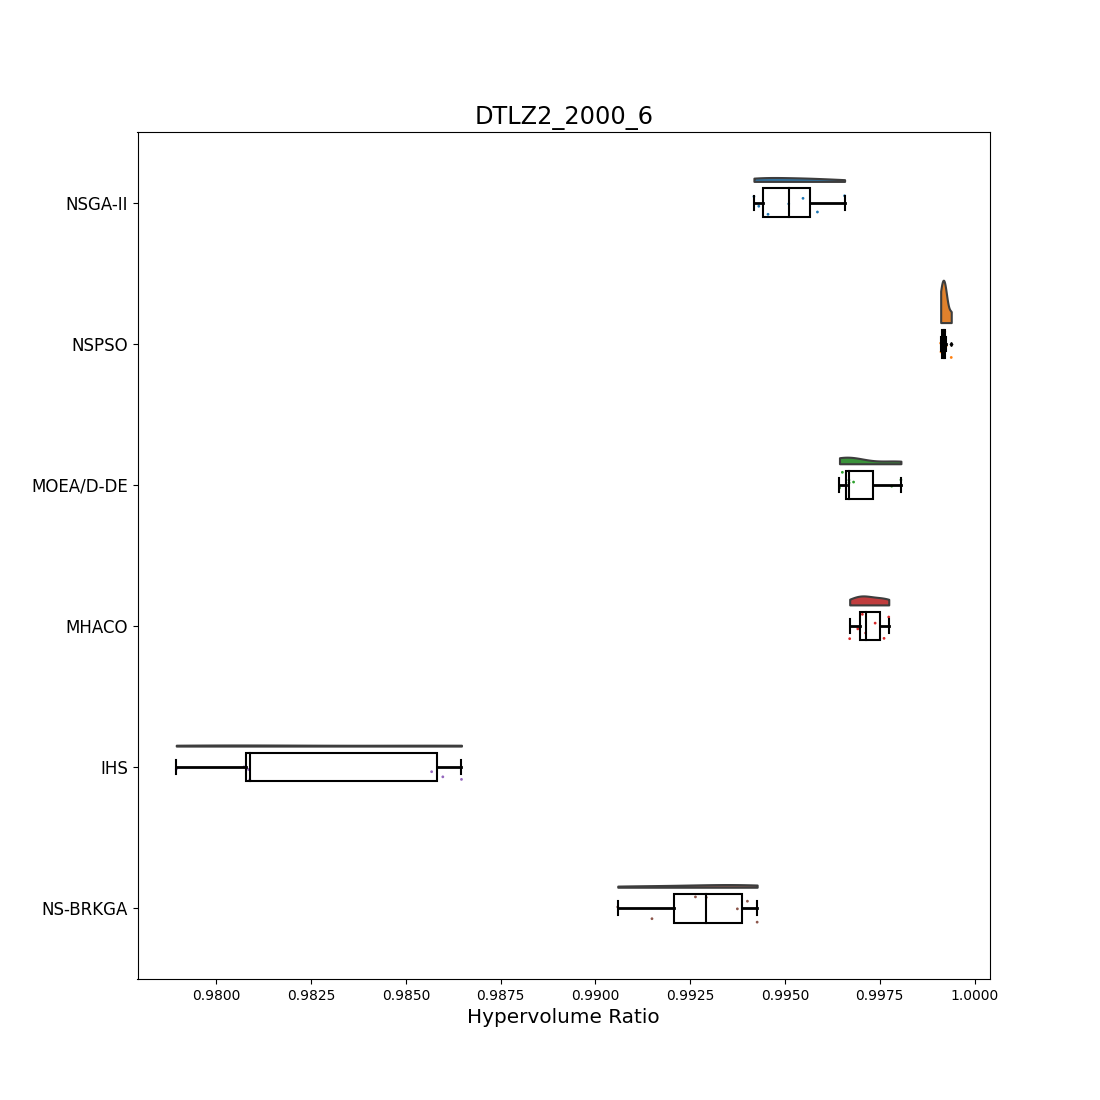 DTLZ2_2000_6
NSGA-II
NSPSO
MOEA/D-DE
MHACO
IHS
NS-BRKGA
0.9800 0.9825 0.9850 0.9875 0.9900 0.9925 0.9950 0.9975 1.0000
Hypervolume Ratio